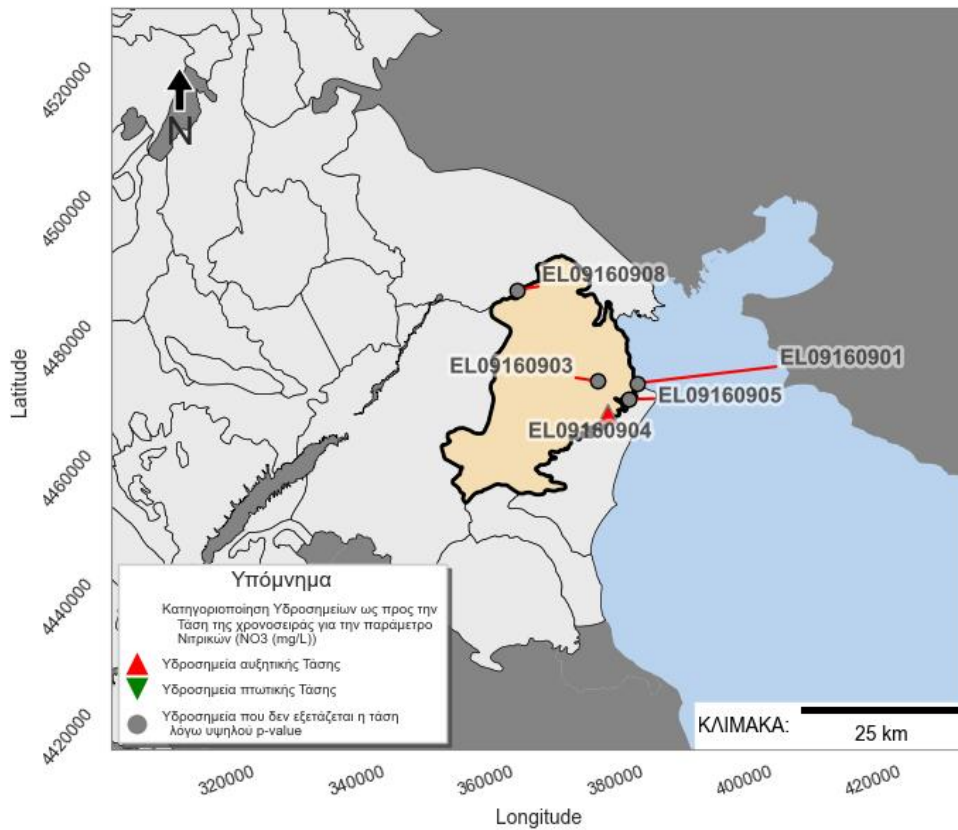 4520000
4500000
4480000
4460000
4440000
4420000
Latitude
N
EL09160908
EL09160903
EL09160901
EL09160905
EL09160904
Υπόμνημα
Κατηγοριοποίηση Υδροσημείων ως προς την
Τάση της χρονοσειράς για την παράμετρο
Νιτρικών (NO3 (mg/L))
Υδροσημεία αυξητικής Τάσης
Υδροσημεία πτωτικής Τάσης
Υδροσημεία που δεν εξετάζεται η τάση
λόγω υψηλού p-value
ΚΛΙΜΑΚΑ:
25 km
320000
340000
360000
380000
400000
420000
Longitude